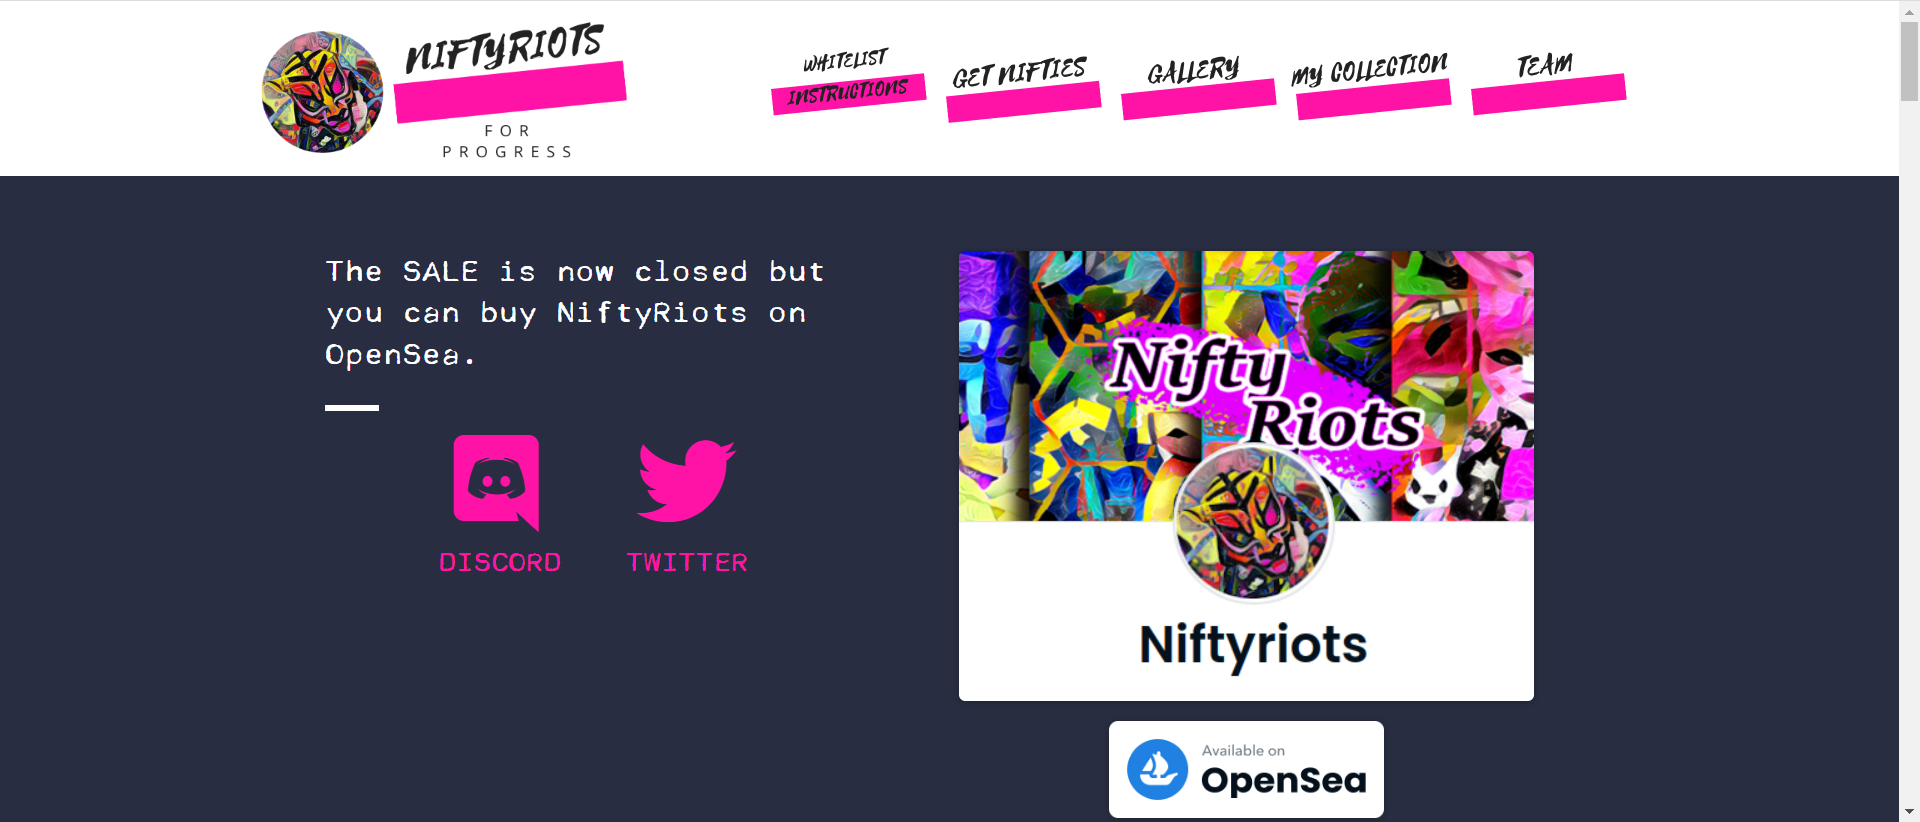 NIFTYRIOTS
FOR
PROGRESS
WHITELIST
INSTRUCTIONS
GET NIFTIES
GALLERY
MY COLLECTION
TEAM
The SALE is now closed but
you can buy NiftyRiots on
OpenSea.
DISCORD
TWITTER
Nifty
Riots
Niftyriots
Available on
OpenSea